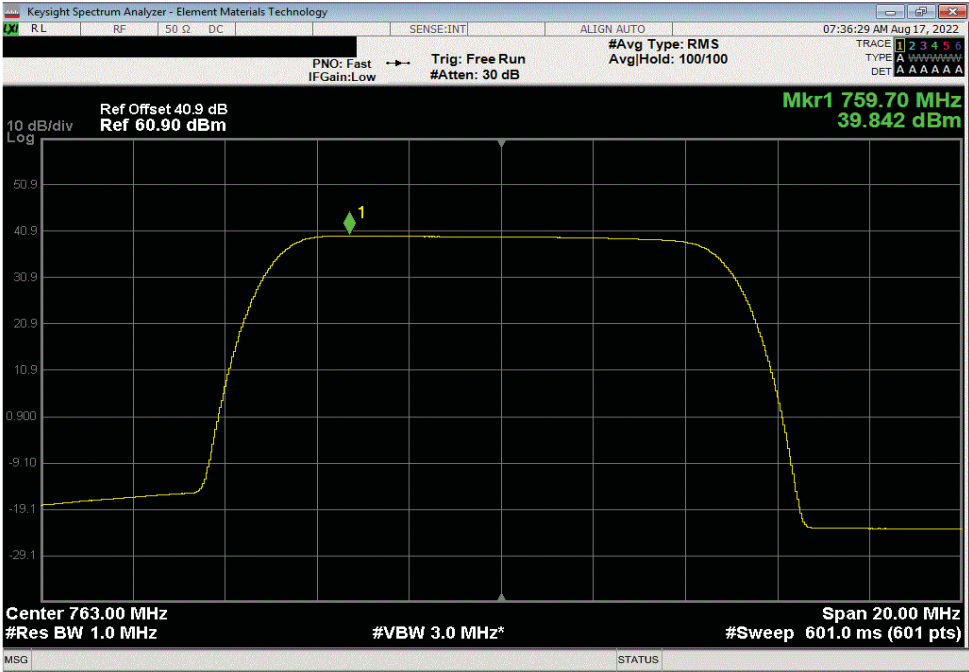 Keysight Spectrum Analyzer - Element Materials Technology
LXI RL RF 50 Ω DC SENSE:INT ALIGN AUTO 07:36:29 AM Aug 17, 2022
PNO: Fast Trig: Free Run #Avg Type: RMS TRACE 1 2 3 4 5 6
IFGain:Low #Atten: 30 dB Avg|Hold: 100/100 TYPE A WWWWW
DET A A A A A A
Mkr1 759.70 MHz
39.842 dBm
Ref Offset 40.9 dB
10 dB/div Ref 60.90 dBm
Log
50.9
1
40.9
30.9
20.9
10.9
0.900
-9.10
-19.1
-29.1
Center 763.00 MHz Span 20.00 MHz
#Res BW 1.0 MHz #VBW 3.0 MHz* #Sweep 601.0 ms (601 pts)
MSG STATUS